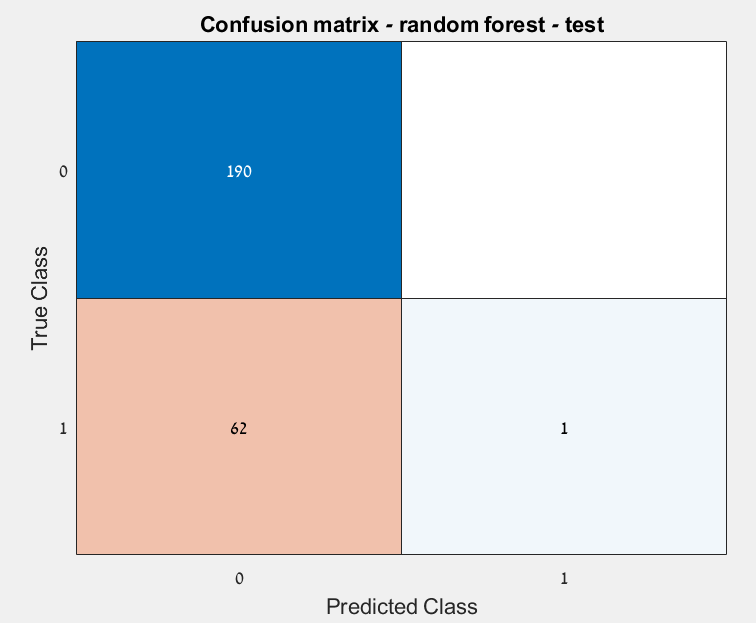 Confusion matrix - random forest - test
True Class
0
190
1
62
1
0
1
Predicted Class